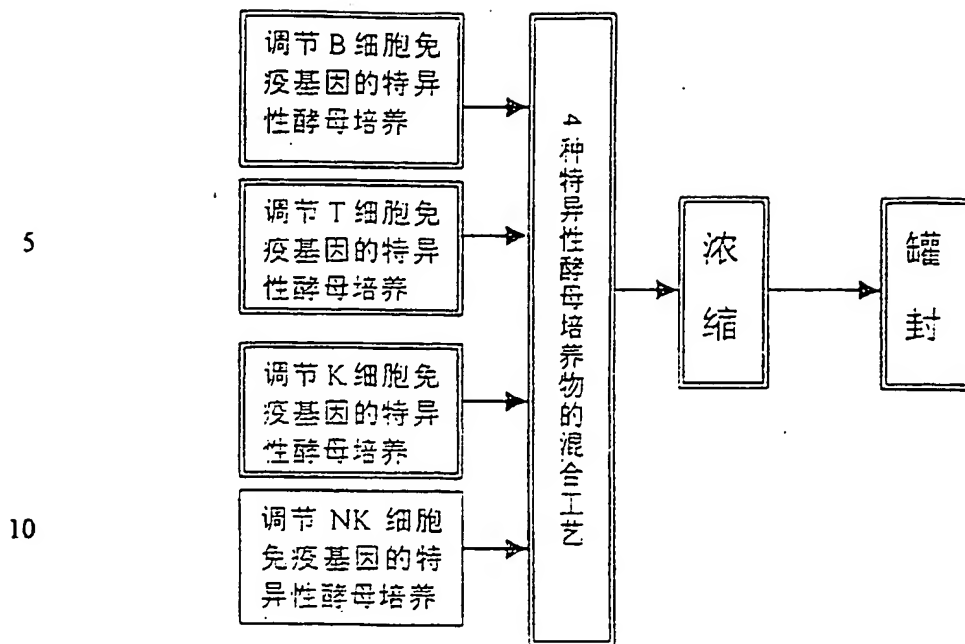 调节 B 细胞免
疫基因的特异
性酵母培养
5
调节 T 细胞免
疫基因的特异
性酵母培养
调节 K 细胞免
疫基因的特异
性酵母培养
10
调节 NK 细胞
免疫基因的特
异性酵母培养
4种特异性酵母培养物的混合工艺
浓
缩
罐
封